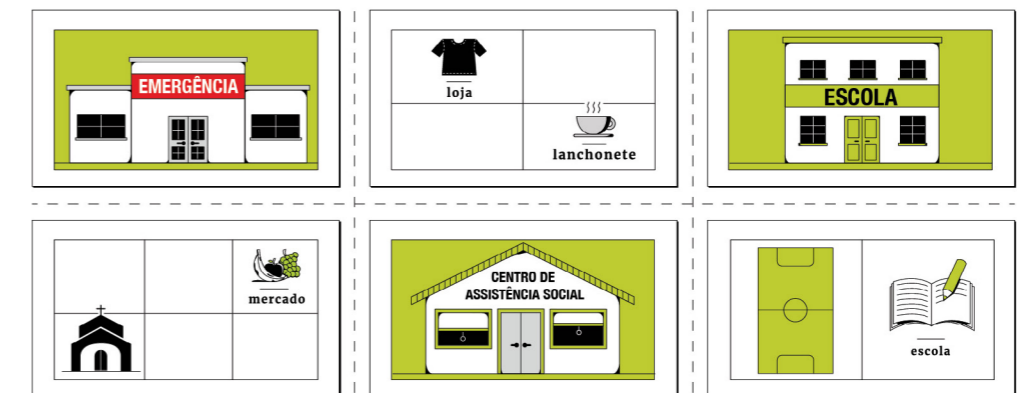 EMERGÊNCIA
loja
lanchonete
ESCOLA
mercado
CENTRO DE
ASSISTÊNCIA SOCIAL
escola